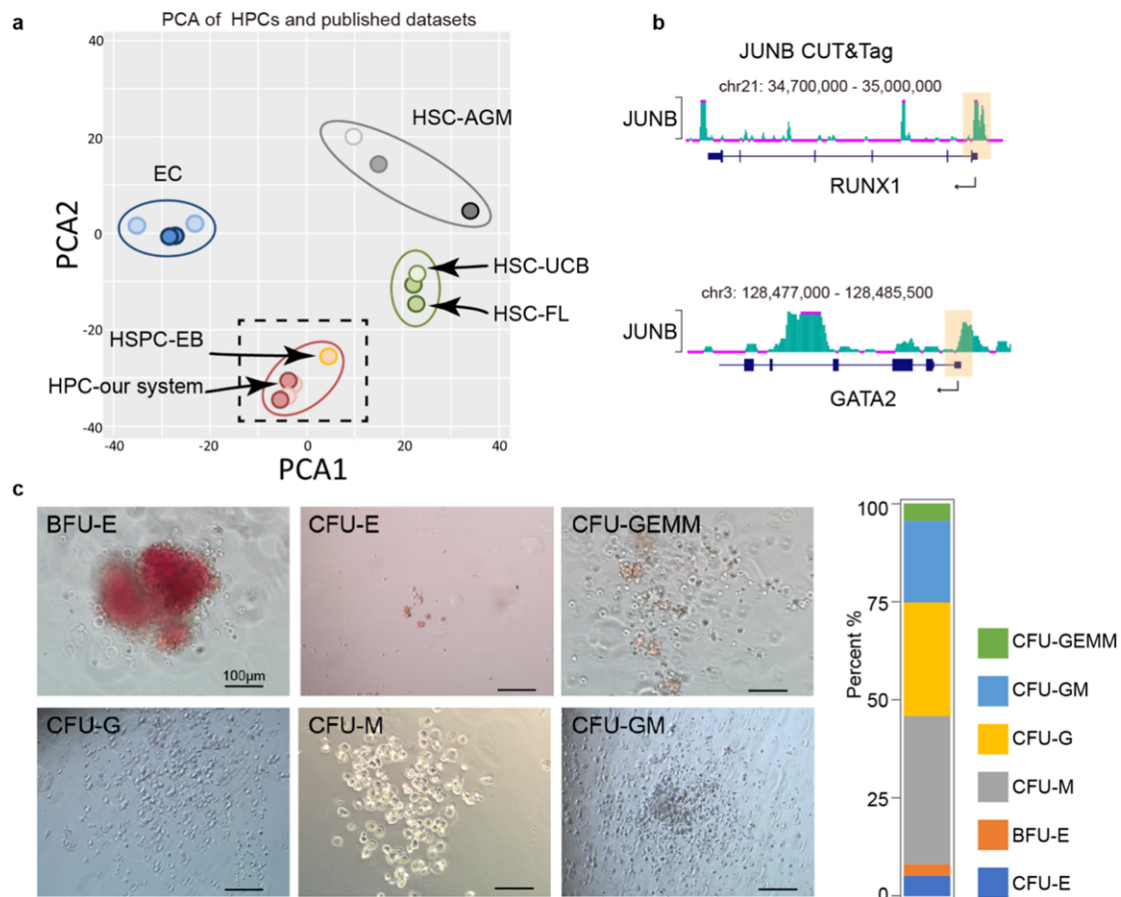 a
PCA of HPCs and published datasets
40
20
0
-20
-40
PCA2
-40
-20
0
20
40
PCA1
EC
HSC-AGM
HSC-UCB
HSC-FL
HSPC-EB
HPC-our system
b
JUNB CUT&Tag
chr21: 34,700,000 - 35,000,000
JUNB
RUNX1
chr3: 128,477,000 - 128,485,500
JUNB
GATA2
c
BFU-E
100μm
CFU-E
CFU-GEMM
CFU-G
CFU-M
CFU-GM
100
75
50
25
0
Percent %
CFU-GEMM
CFU-GM
CFU-G
CFU-M
BFU-E
CFU-E